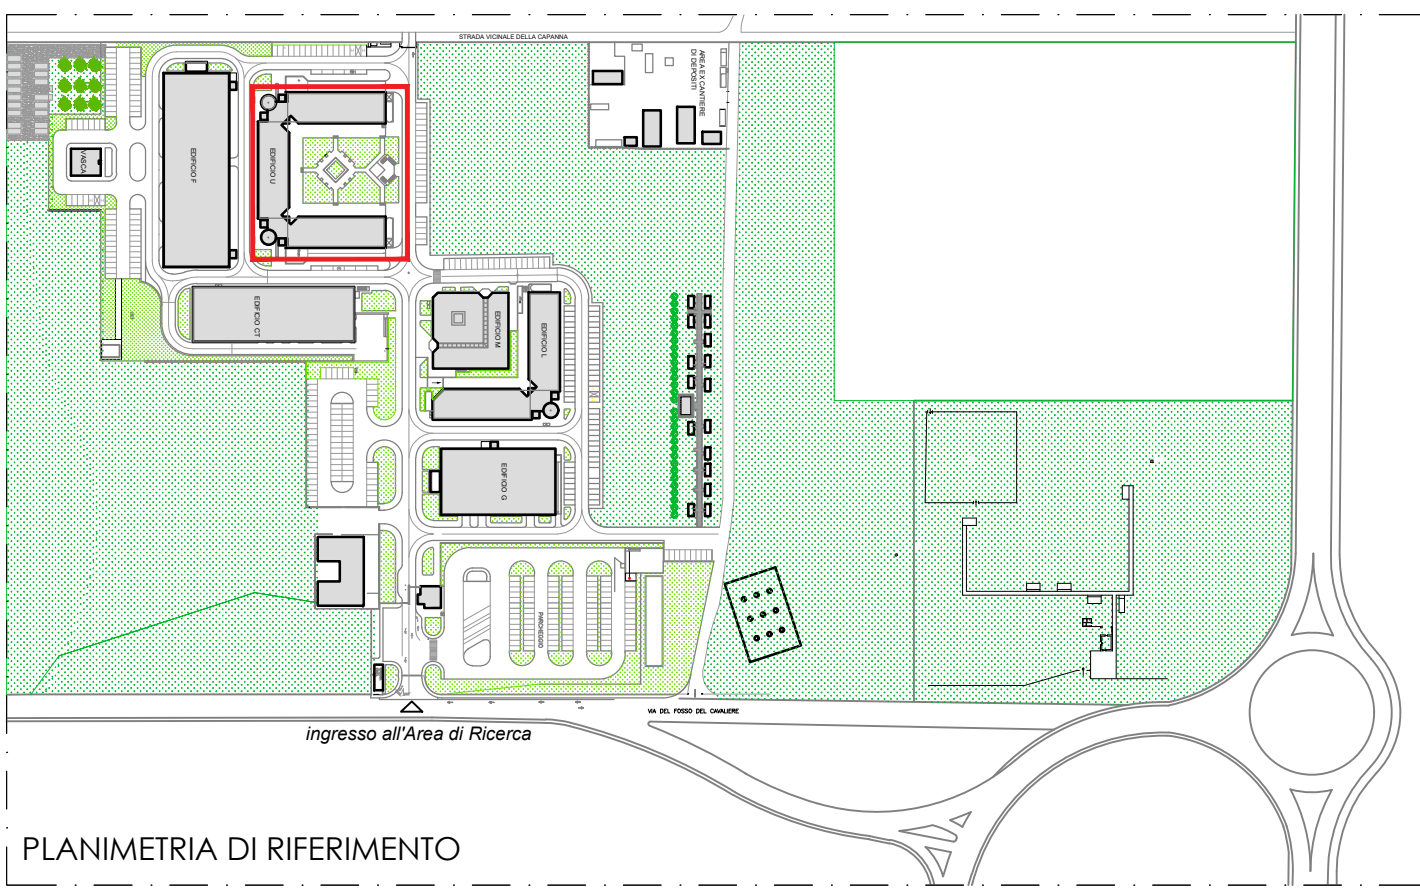 STRADA VICINALE DELLA CAPANNA
AREA EX CANTIERE
DI DEPOSITI
VASCA
EDIFICIO F
EDIFICIO U
EDIFICIO CT
EDIFICIO M
EDIFICIO L
EDIFICIO G
PARCHEGGIO
VIA DEL FOSSO DEL CAVALIERE
ingresso all'Area di Ricerca
PLANIMETRIA DI RIFERIMENTO